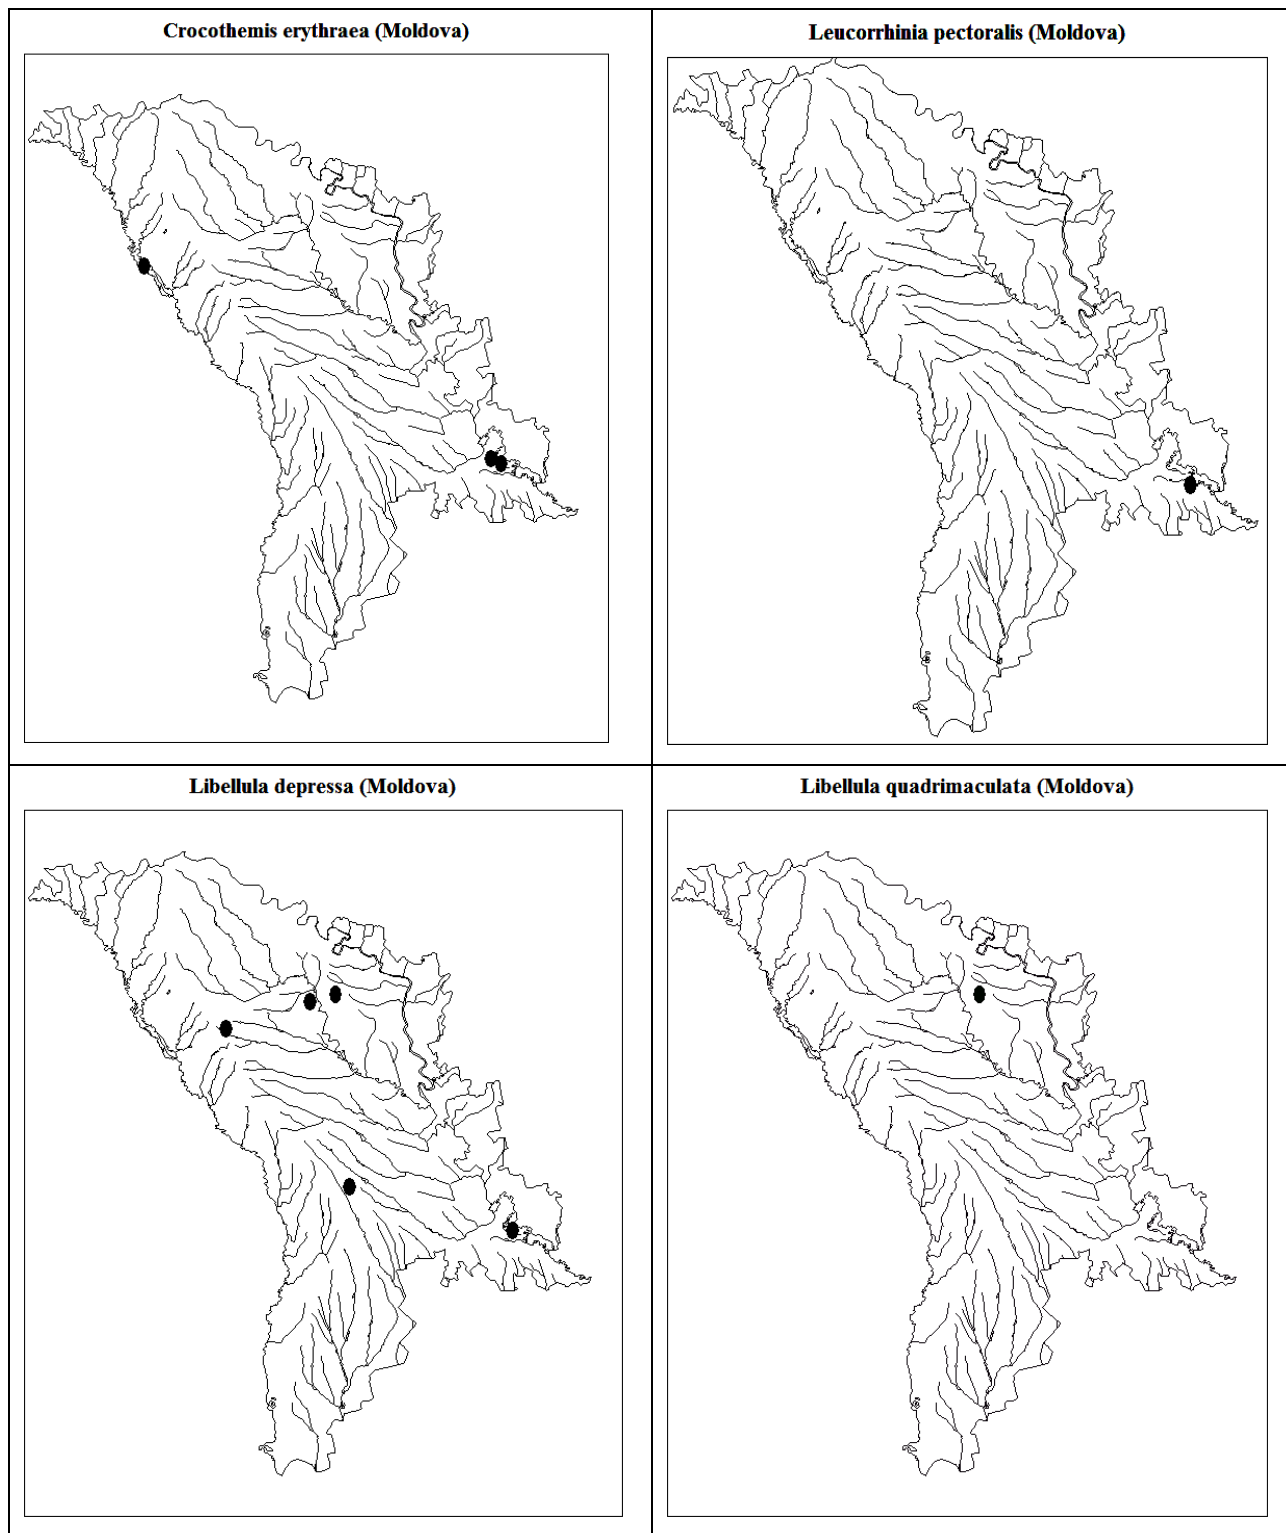 Crocothemis erythraea (Moldova)
Leucorrhinia pectoralis (Moldova)
Libellula depressa (Moldova)
Libellula quadrimaculata (Moldova)